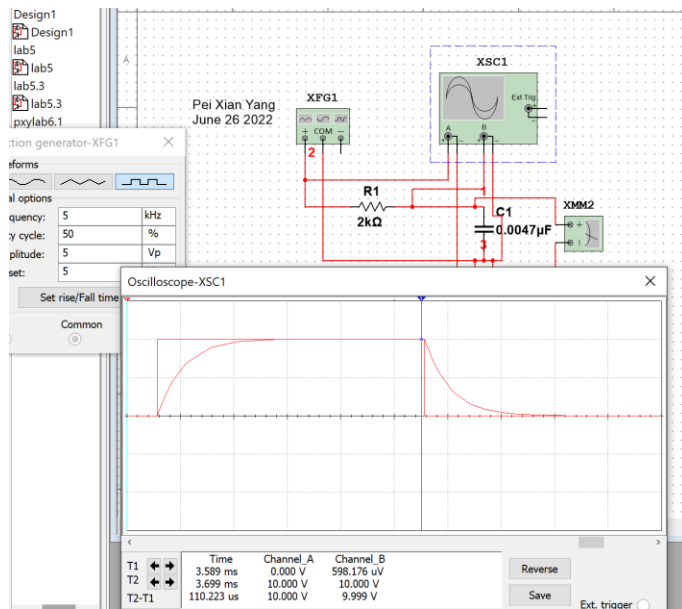 Design1
Design1
lab5
lab5
lab5.3
lab5.3
pxylab6.1
A
Pei Xian Yang
June 26 2022
XFG1
COM
2
XSC1
Ext Trig
A
B
R1
2kΩ
C1
0.0047µF
3
XMM2
ction generator-XFG1
eforms
al options
quency: 5 kHz
ty cycle: 50 %
plitude: 5 Vp
set: 5
Set rise/Fall time
Common
Oscilloscope-XSC1
Time Channel_A Channel_B
T1 3.589 ms 0.000 V 598.176 uV
T2 3.699 ms 10.000 V 10.000 V
T2-T1 110.223 us 10.000 V 9.999 V
Reverse
Save
Ext. trigger